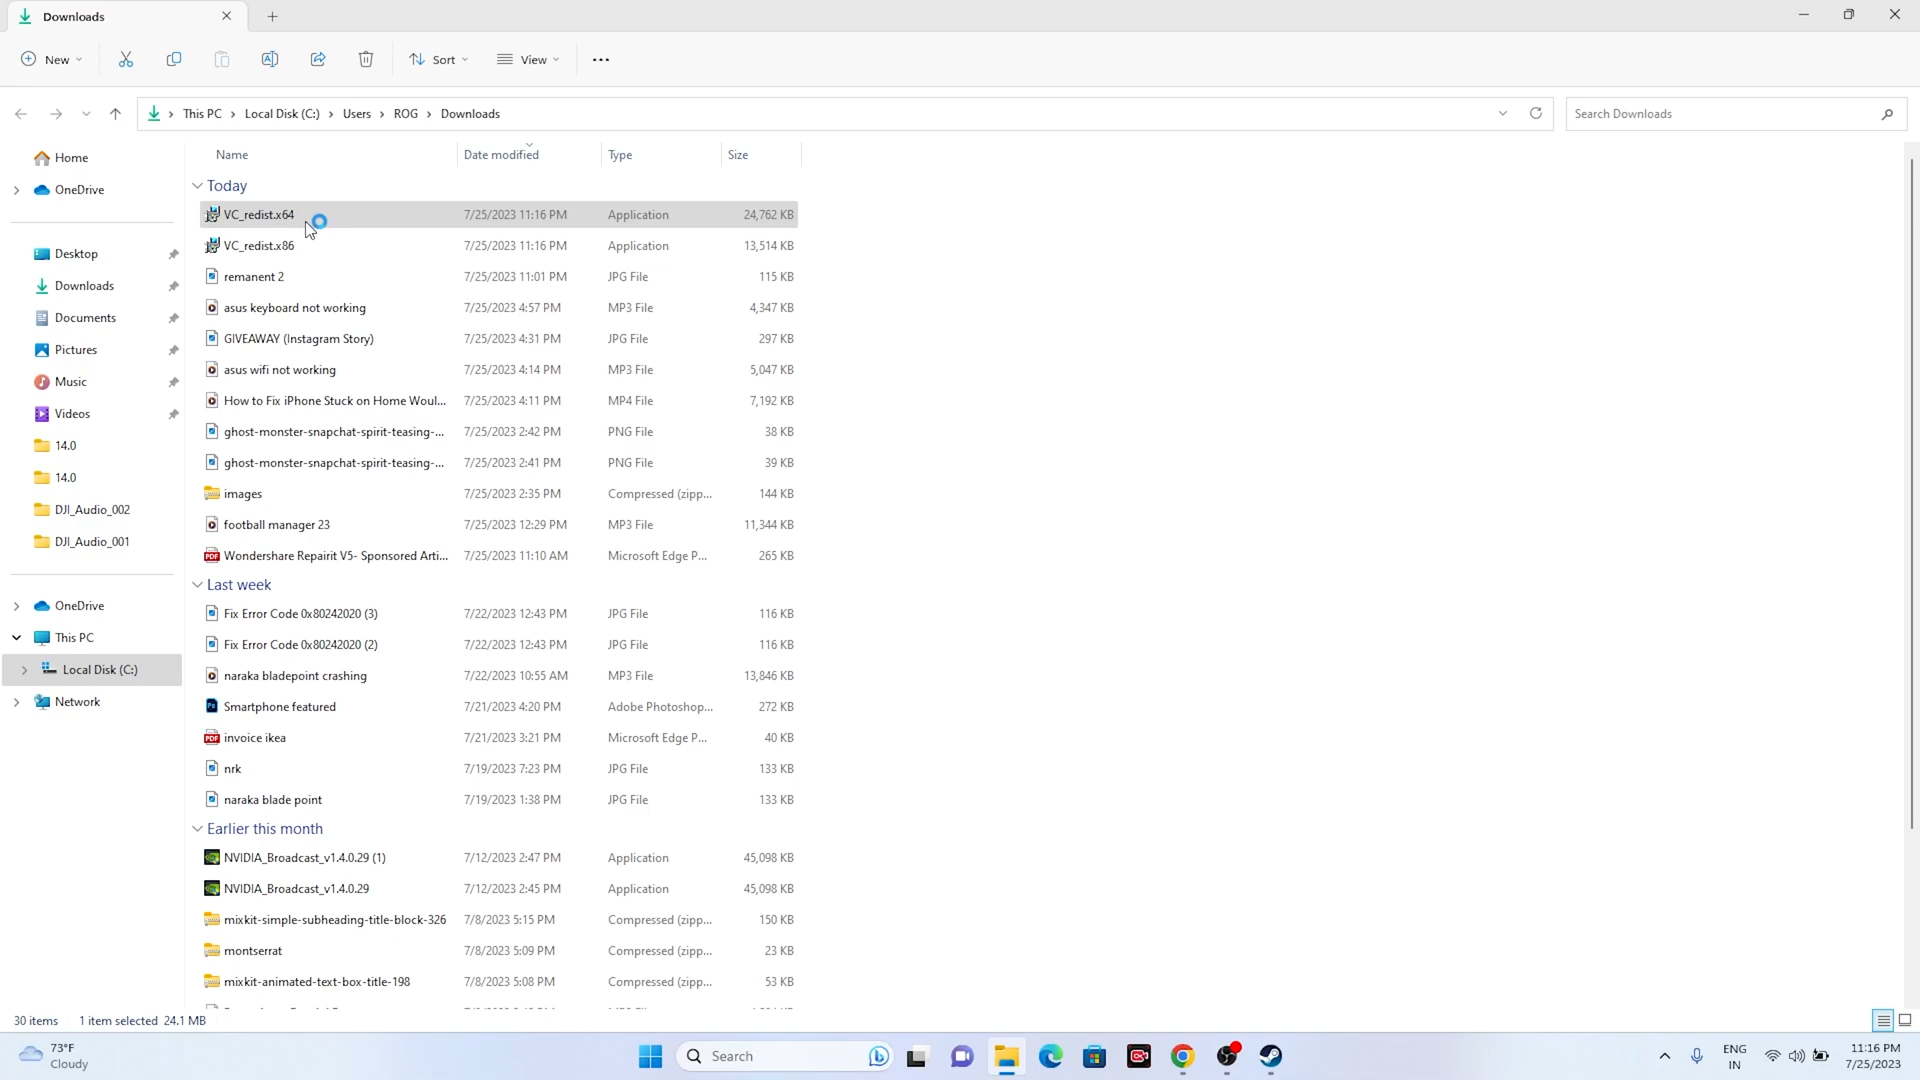 Downloads
New
Sort
View
This PC
Local Disk (C:)
Users
ROG
Downloads
Search Downloads
Home
OneDrive
Desktop
Downloads
Documents
Pictures
Music
Videos
14.0
14.0
DJI_Audio_002
DJI_Audio_001
OneDrive
This PC
Local Disk (C:)
Network
Name Date modified Type Size
Today
VC_redist.x64 7/25/2023 11:16 PM Application 24,762 KB
VC_redist.x86 7/25/2023 11:16 PM Application 13,514 KB
remanent 2 7/25/2023 11:01 PM JPG File 115 KB
asus keyboard not working 7/25/2023 4:57 PM MP3 File 4,347 KB
GIVEAWAY (Instagram Story) 7/25/2023 4:31 PM JPG File 297 KB
asus wifi not working 7/25/2023 4:14 PM MP3 File 5,047 KB
How to Fix iPhone Stuck on Home Woul... 7/25/2023 4:11 PM MP4 File 7,192 KB
ghost-monster-snapchat-spirit-teasing-... 7/25/2023 2:42 PM PNG File 38 KB
ghost-monster-snapchat-spirit-teasing-... 7/25/2023 2:41 PM PNG File 39 KB
images 7/25/2023 2:35 PM Compressed (zipp... 144 KB
football manager 23 7/25/2023 12:29 PM MP3 File 11,344 KB
Wondershare Repairit V5- Sponsored Arti... 7/25/2023 11:10 AM Microsoft Edge P... 265 KB
Last week
Fix Error Code 0x80242020 (3) 7/22/2023 12:43 PM JPG File 116 KB
Fix Error Code 0x80242020 (2) 7/22/2023 12:43 PM JPG File 116 KB
naraka bladepoint crashing 7/22/2023 10:55 AM MP3 File 13,846 KB
Smartphone featured 7/21/2023 4:20 PM Adobe Photoshop... 272 KB
invoice ikea 7/21/2023 3:21 PM Microsoft Edge P... 40 KB
nrk 7/19/2023 7:23 PM JPG File 133 KB
naraka blade point 7/19/2023 1:38 PM JPG File 133 KB
Earlier this month
NVIDIA_Broadcast_v1.4.0.29 (1) 7/12/2023 2:47 PM Application 45,098 KB
NVIDIA_Broadcast_v1.4.0.29 7/12/2023 2:45 PM Application 45,098 KB
mixkit-simple-subheading-title-block-326 7/8/2023 5:15 PM Compressed (zipp... 150 KB
montserrat 7/8/2023 5:09 PM Compressed (zipp... 23 KB
mixkit-animated-text-box-title-198 7/8/2023 5:08 PM Compressed (zipp... 53 KB
30 items 1 item selected 24.1 MB
73°F
Cloudy
Search
ENG
IN
11:16 PM
7/25/2023